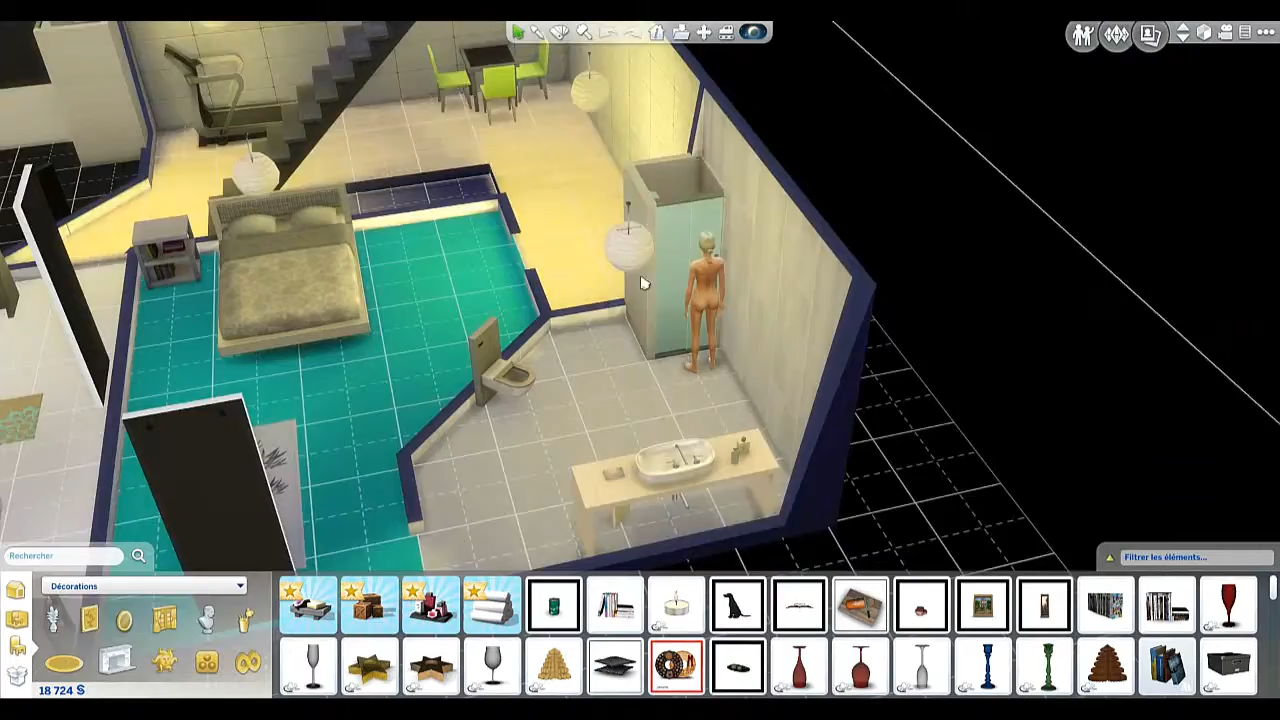 Rechercher
Filtrer les éléments...
Décorations
18 724 $